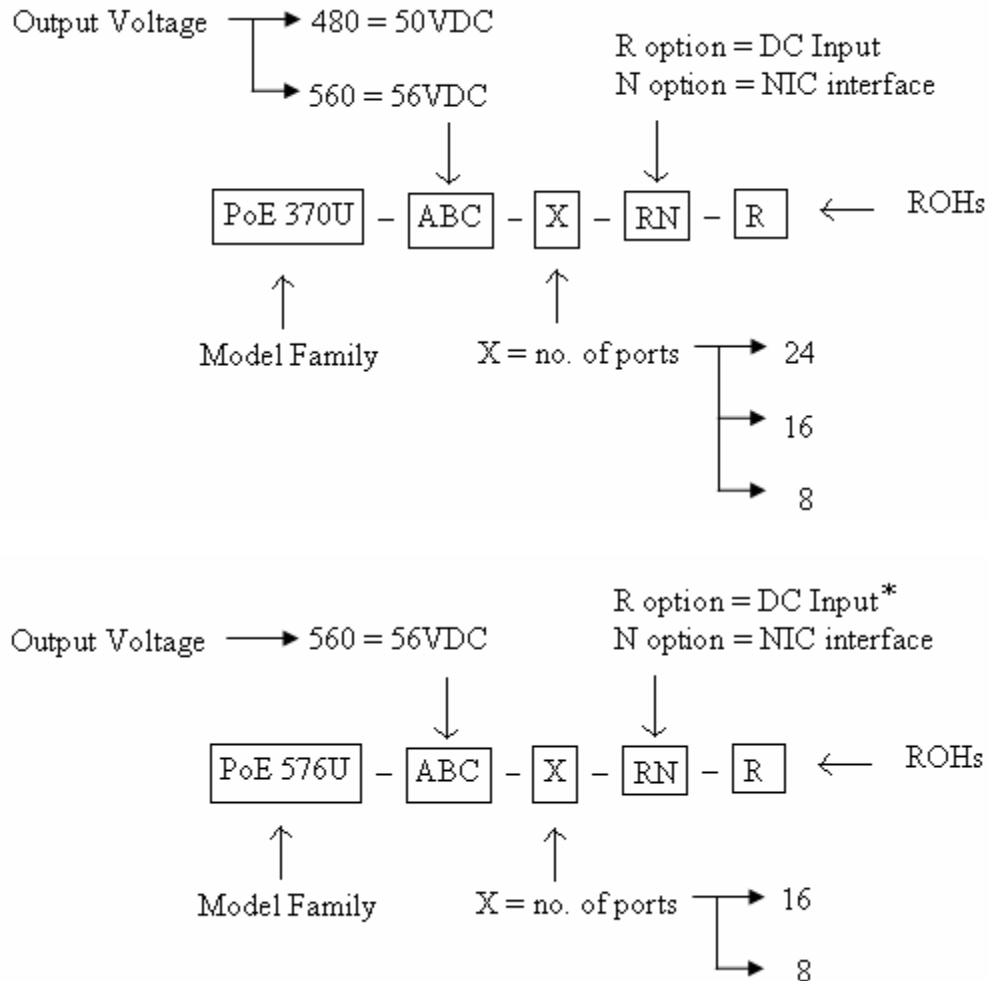 Output Voltage
480 = 50VDC
R option = DC Input
N option = NIC interface
560 = 56VDC
PoE 370U – ABC – X – RN – R
ROHs
Model Family
X = no. of ports
24
16
8
R option = DC Input*
Output Voltage
560 = 56VDC
N option = NIC interface
PoE 576U – ABC – X – RN – R
ROHs
Model Family
X = no. of ports
16
8